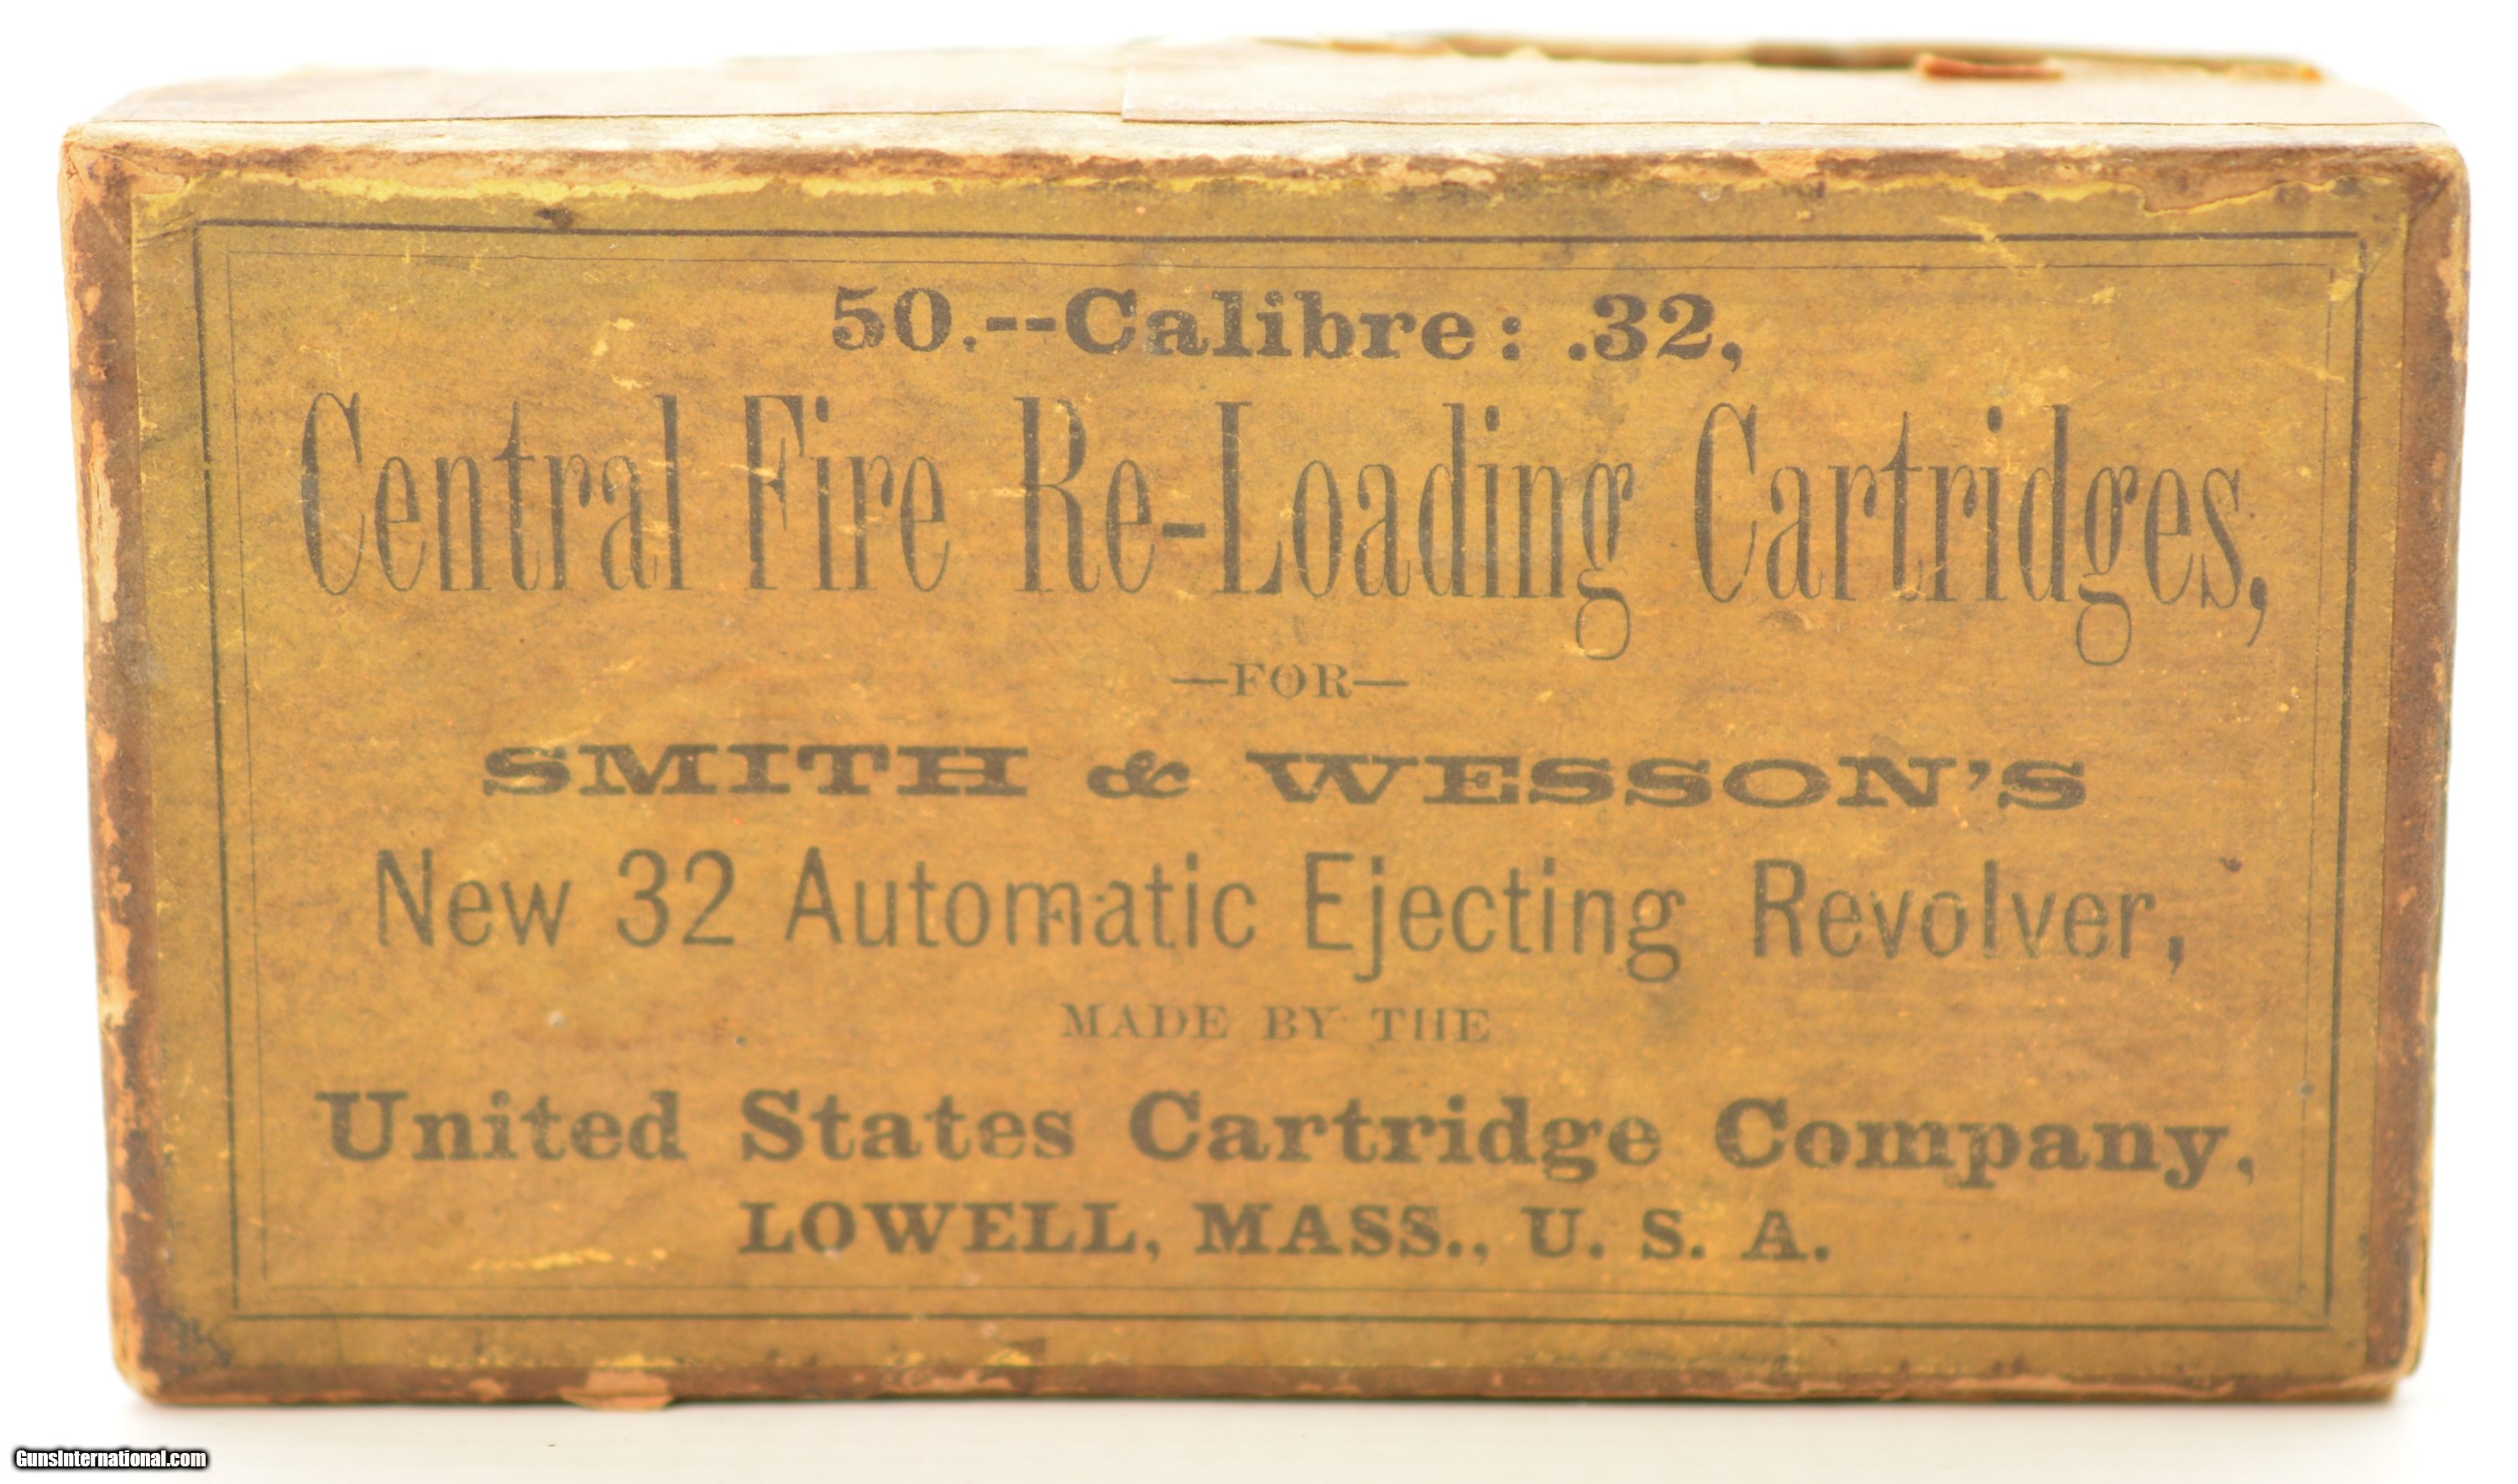 50.--Calibre: .32,
Central Fire Re-Loading Cartridges,
—FOR—
SMITH & WESSON'S
New 32 Automatic Ejecting Revolver,
MADE BY THE
United States Cartridge Company,
LOWELL, MASS., U. S. A.
GunsInternational.com